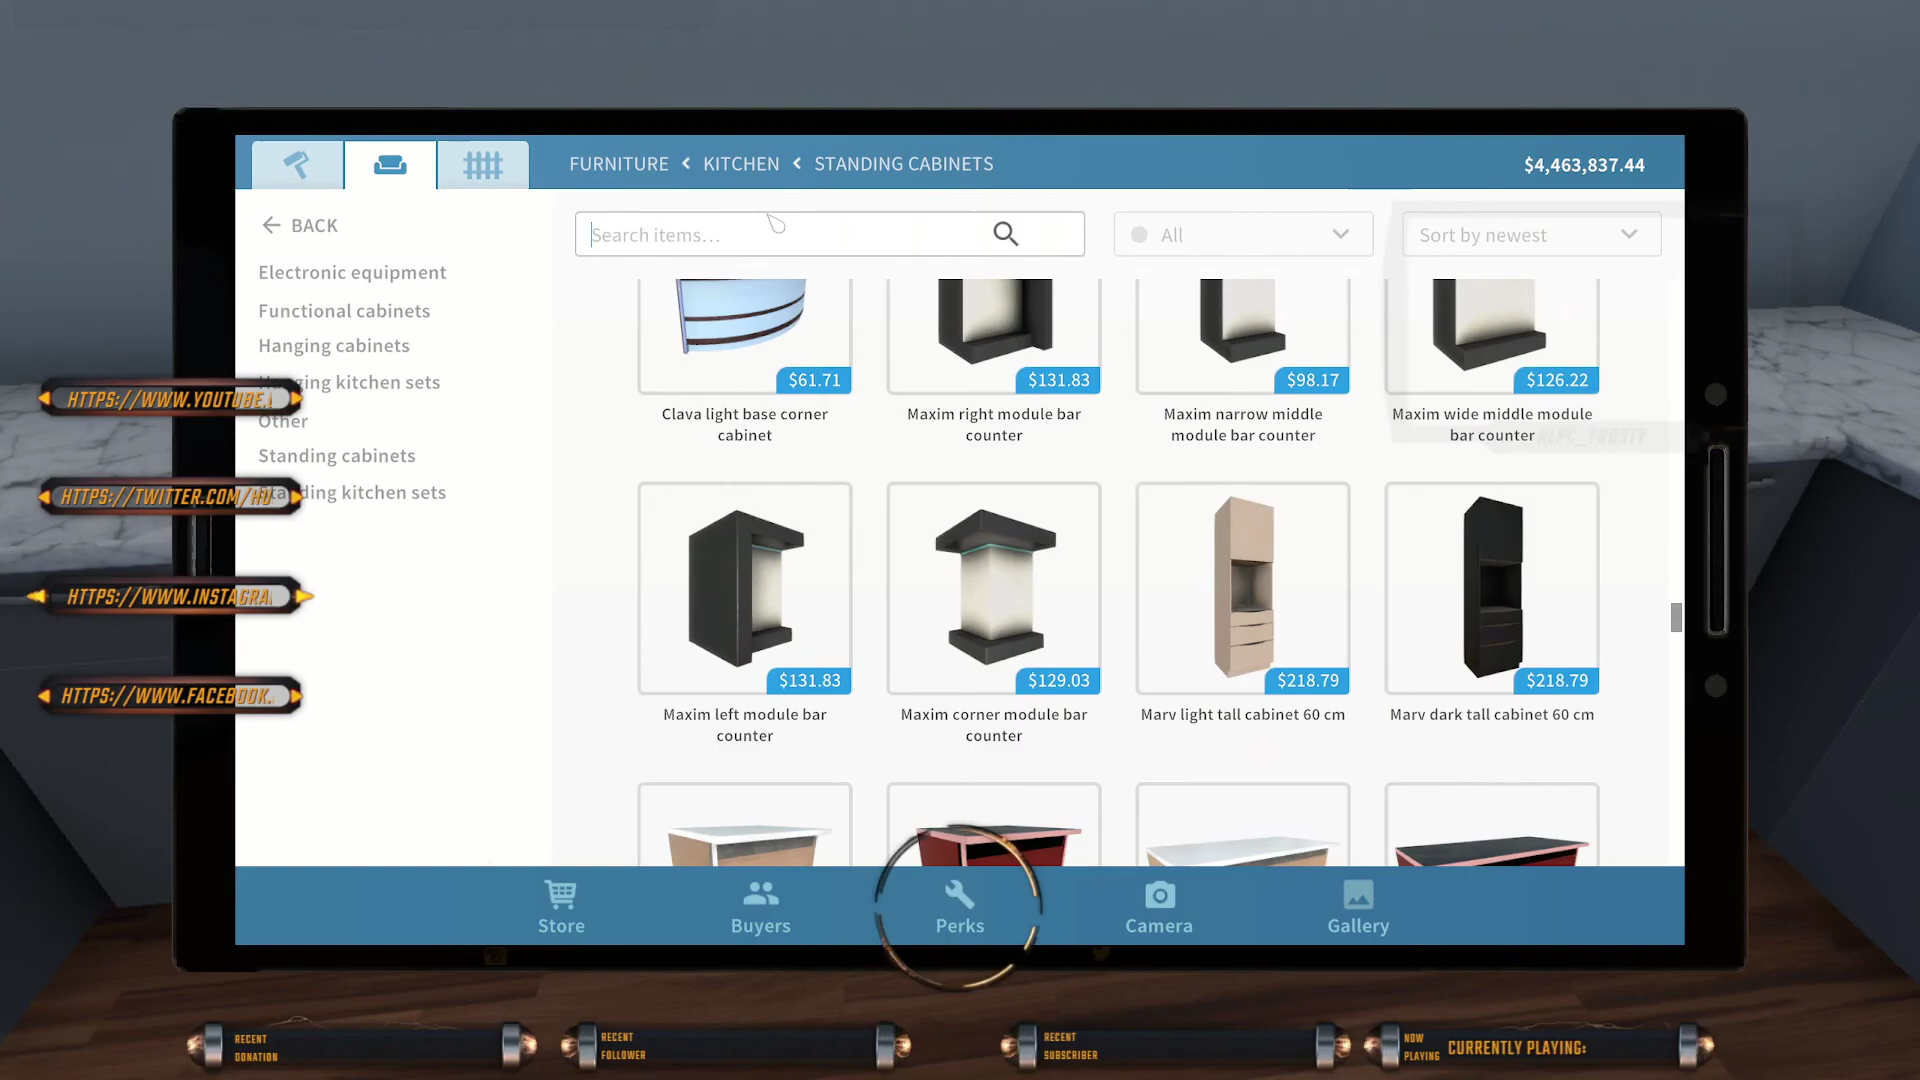 FURNITURE < KITCHEN < STANDING CABINETS
$4,463,837.44
BACK
Search items...
All
Sort by newest
Electronic equipment
Functional cabinets
Hanging cabinets
Hanging kitchen sets
Other
Standing cabinets
Standing kitchen sets
HTTPS://WWW.YOUTUBE.
HTTPS://TWITTER.COM/HU
HTTPS://WWW.INSTAGRA
HTTPS://WWW.FACEBOOK.
$61.71
$131.83
$98.17
$126.22
Clava light base corner
cabinet
Maxim right module bar
counter
Maxim narrow middle
module bar counter
Maxim wide middle module
bar counter
$131.83
$129.03
$218.79
$218.79
Maxim left module bar
counter
Maxim corner module bar
counter
Marv light tall cabinet 60 cm
Marv dark tall cabinet 60 cm
Store
Buyers
Perks
Camera
Gallery
RECENT
DONATION
RECENT
FOLLOWER
RECENT
SUBSCRIBER
NOW
PLAYING
CURRENTLY PLAYING: